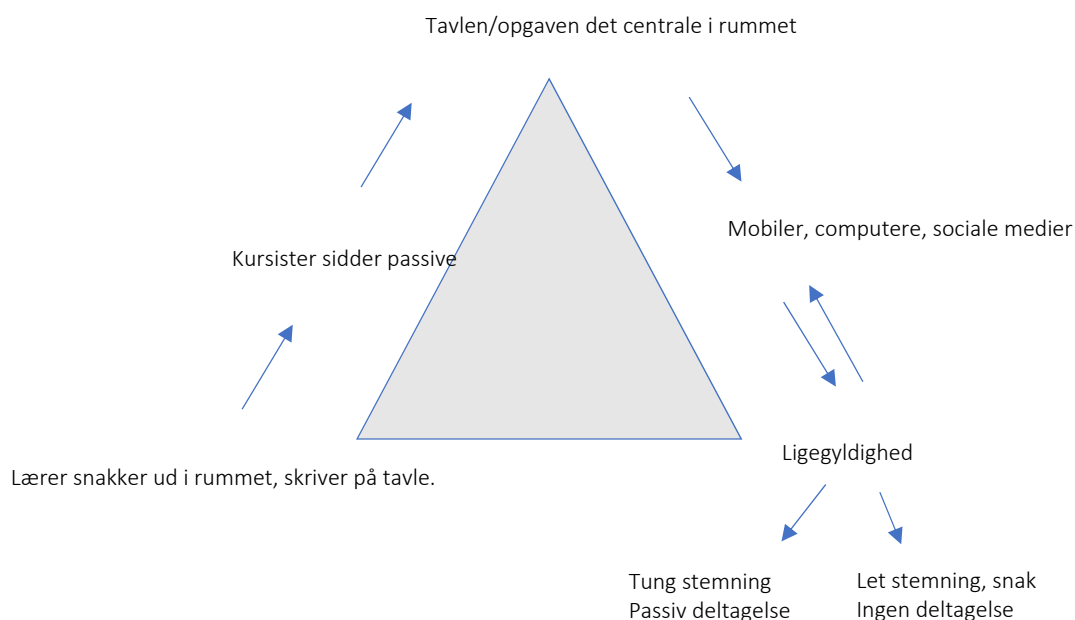 Tavlen/opgaven det centrale i rummet
Mobiler, computere, sociale medier
Kursister sidder passive
Ligegyldighed
Lærer snakker ud i rummet, skriver på tavle.
Tung stemning
Passiv deltagelse
Let stemning, snak
Ingen deltagelse